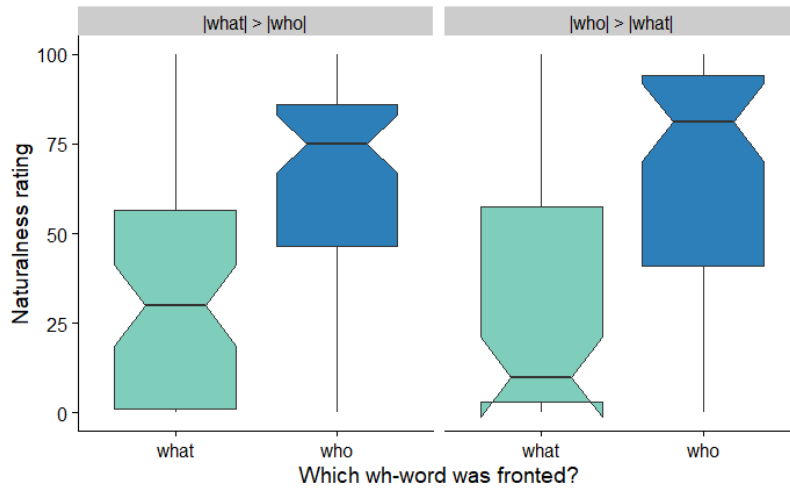 |what| > |who|
|who| > |what|
Naturalness rating
100
75
50
25
0
what
who
what
who
Which wh-word was fronted?